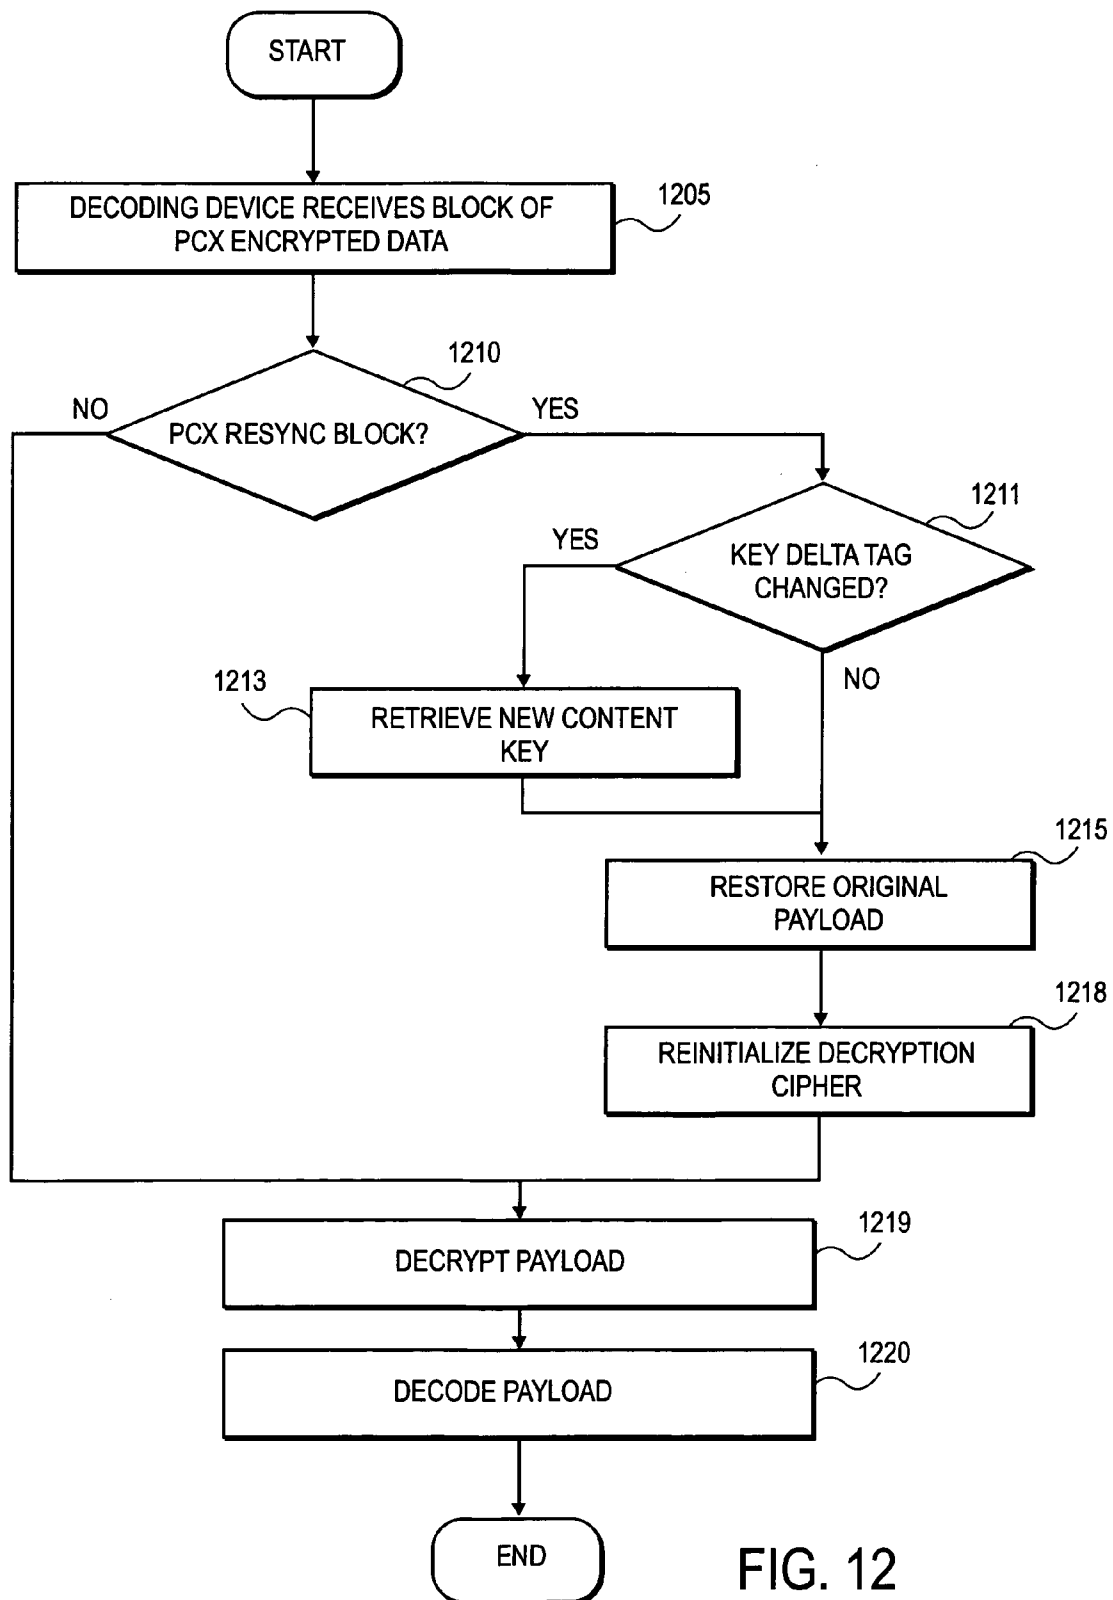 START
DECODING DEVICE RECEIVES BLOCK OF
PCX ENCRYPTED DATA
1205
1210
NO
PCX RESYNC BLOCK?
YES
1211
YES
KEY DELTA TAG
CHANGED?
NO
1213
RETRIEVE NEW CONTENT
KEY
1215
RESTORE ORIGINAL
PAYLOAD
1218
REINITIALIZE DECRYPTION
CIPHER
1219
DECRYPT PAYLOAD
1220
DECODE PAYLOAD
END
FIG. 12